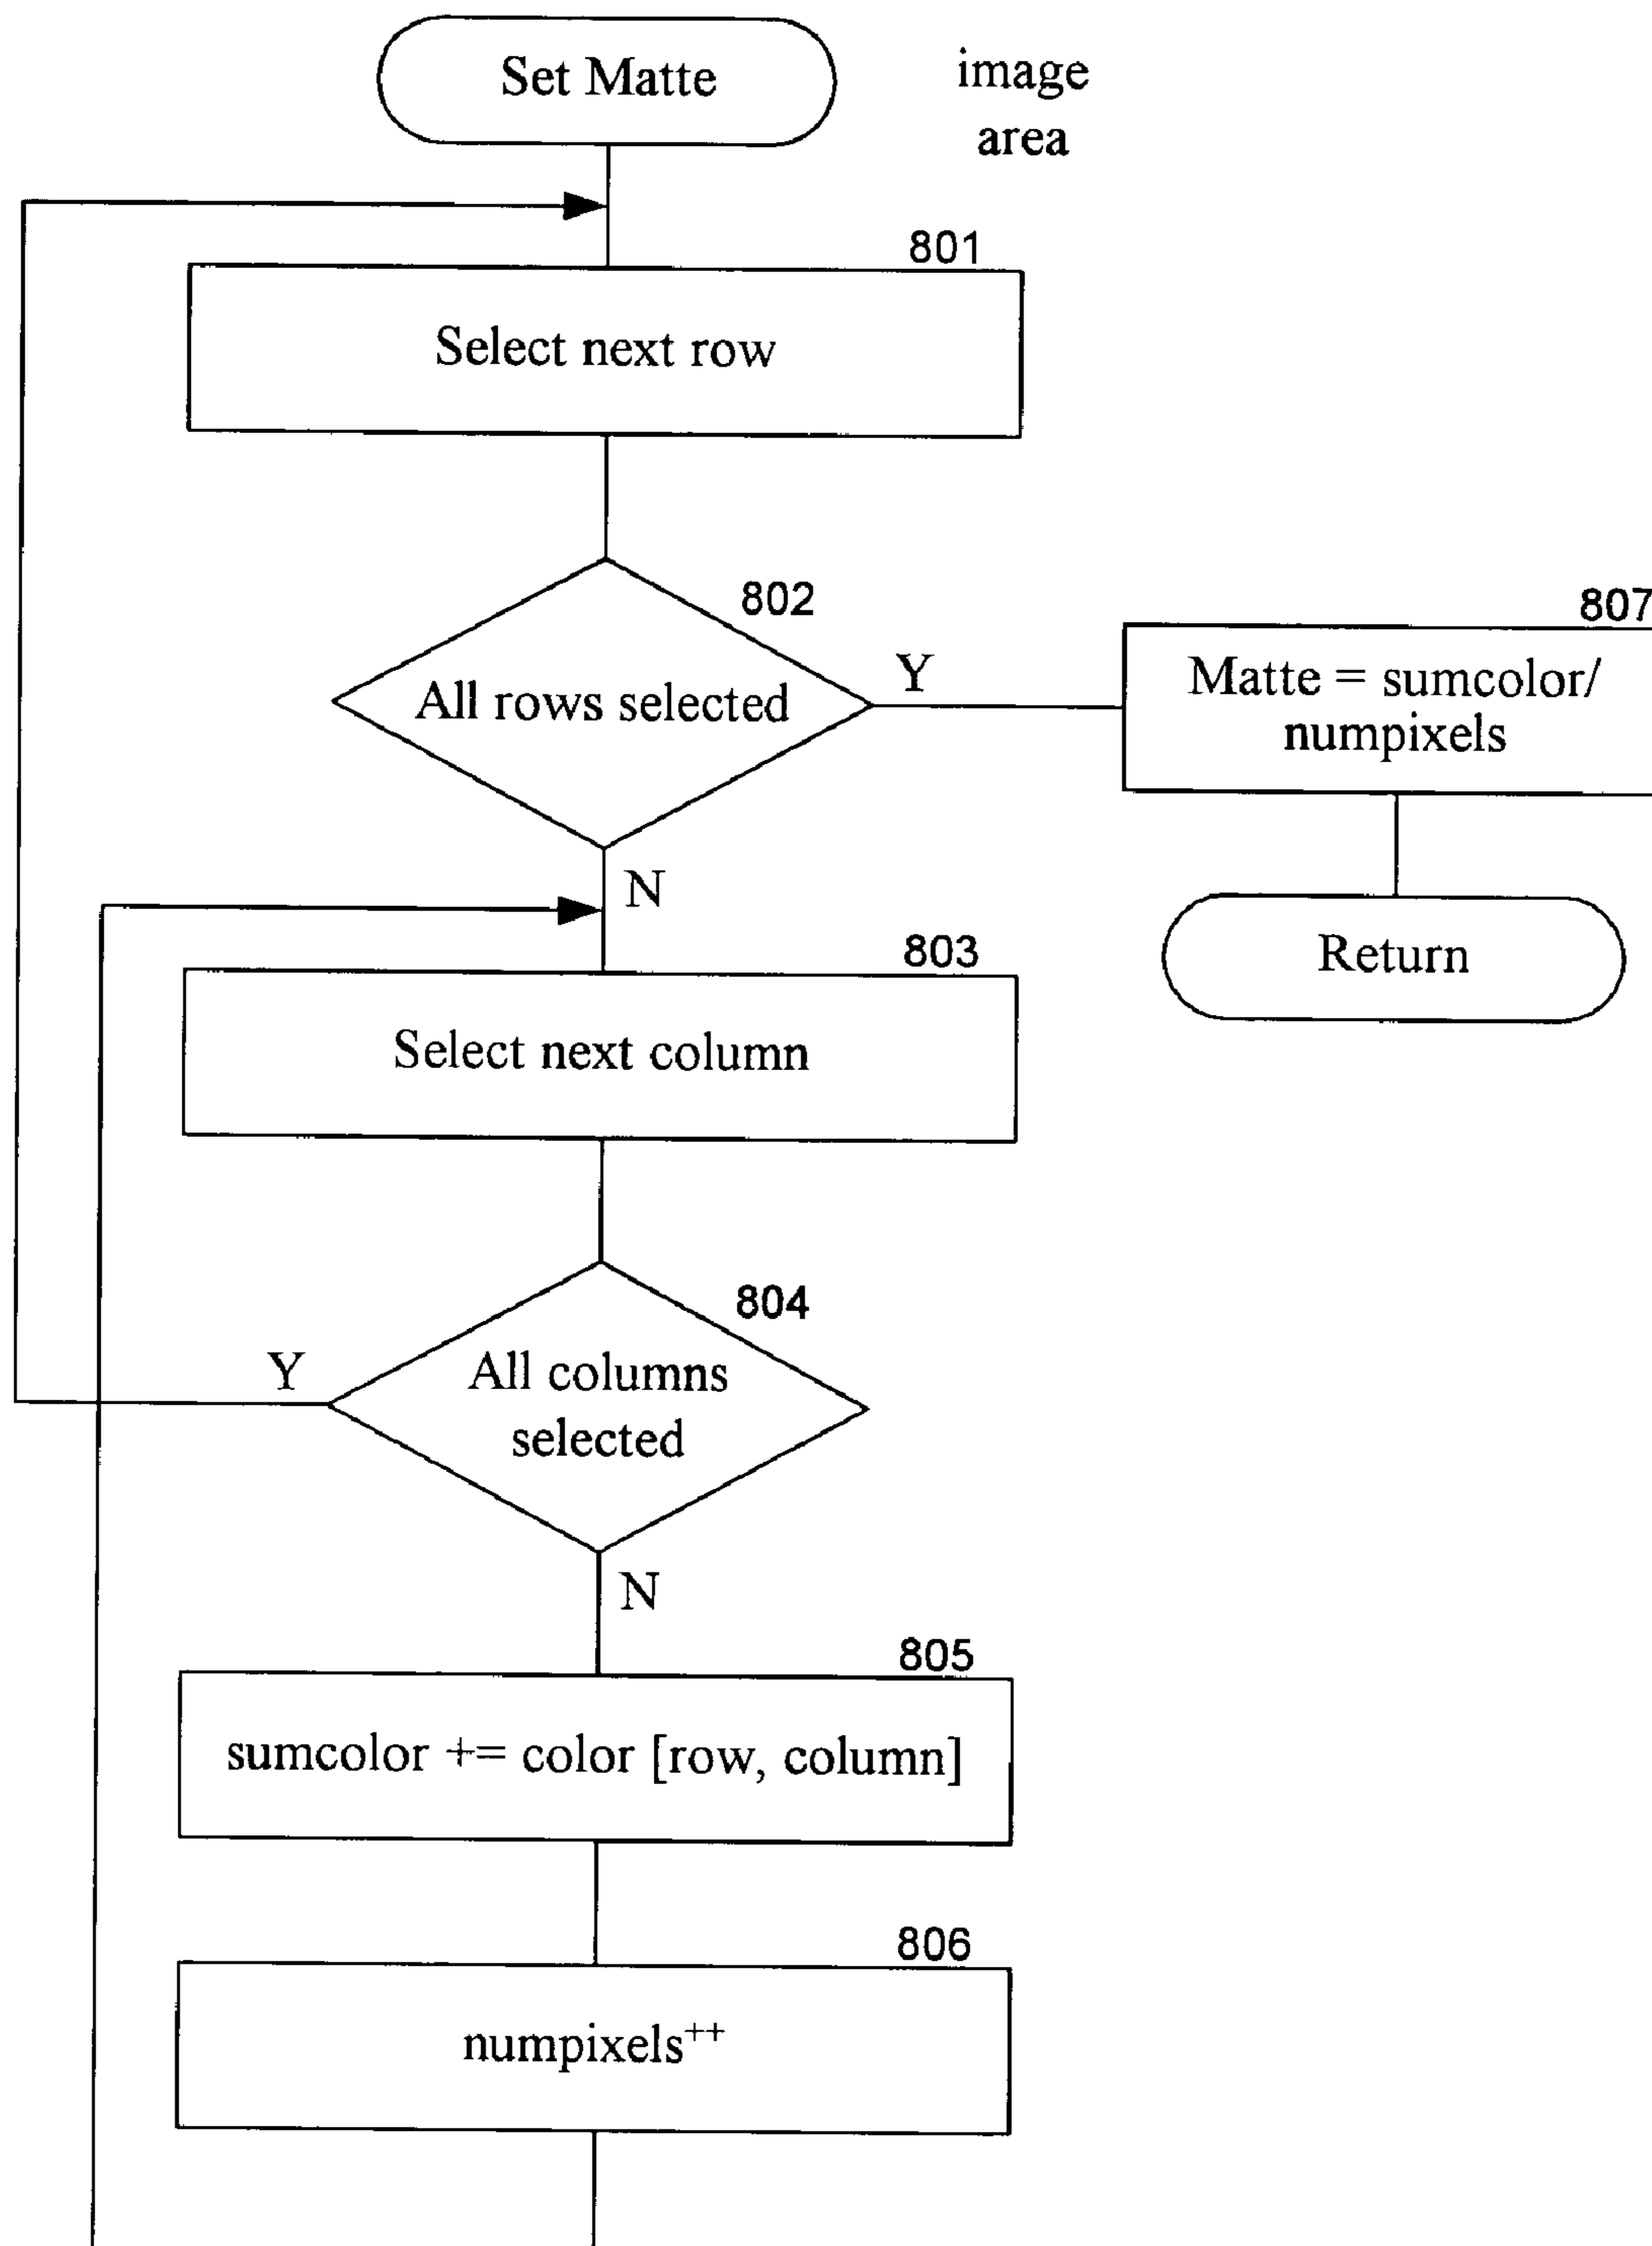 Set Matte
image
area
801
Select next row
802
All rows selected
Y
807
Matte = sumcolor/
numpixels
N
Return
803
Select next column
804
All columns
selected
Y
N
805
sumcolor += color [row, column]
806
numpixels++